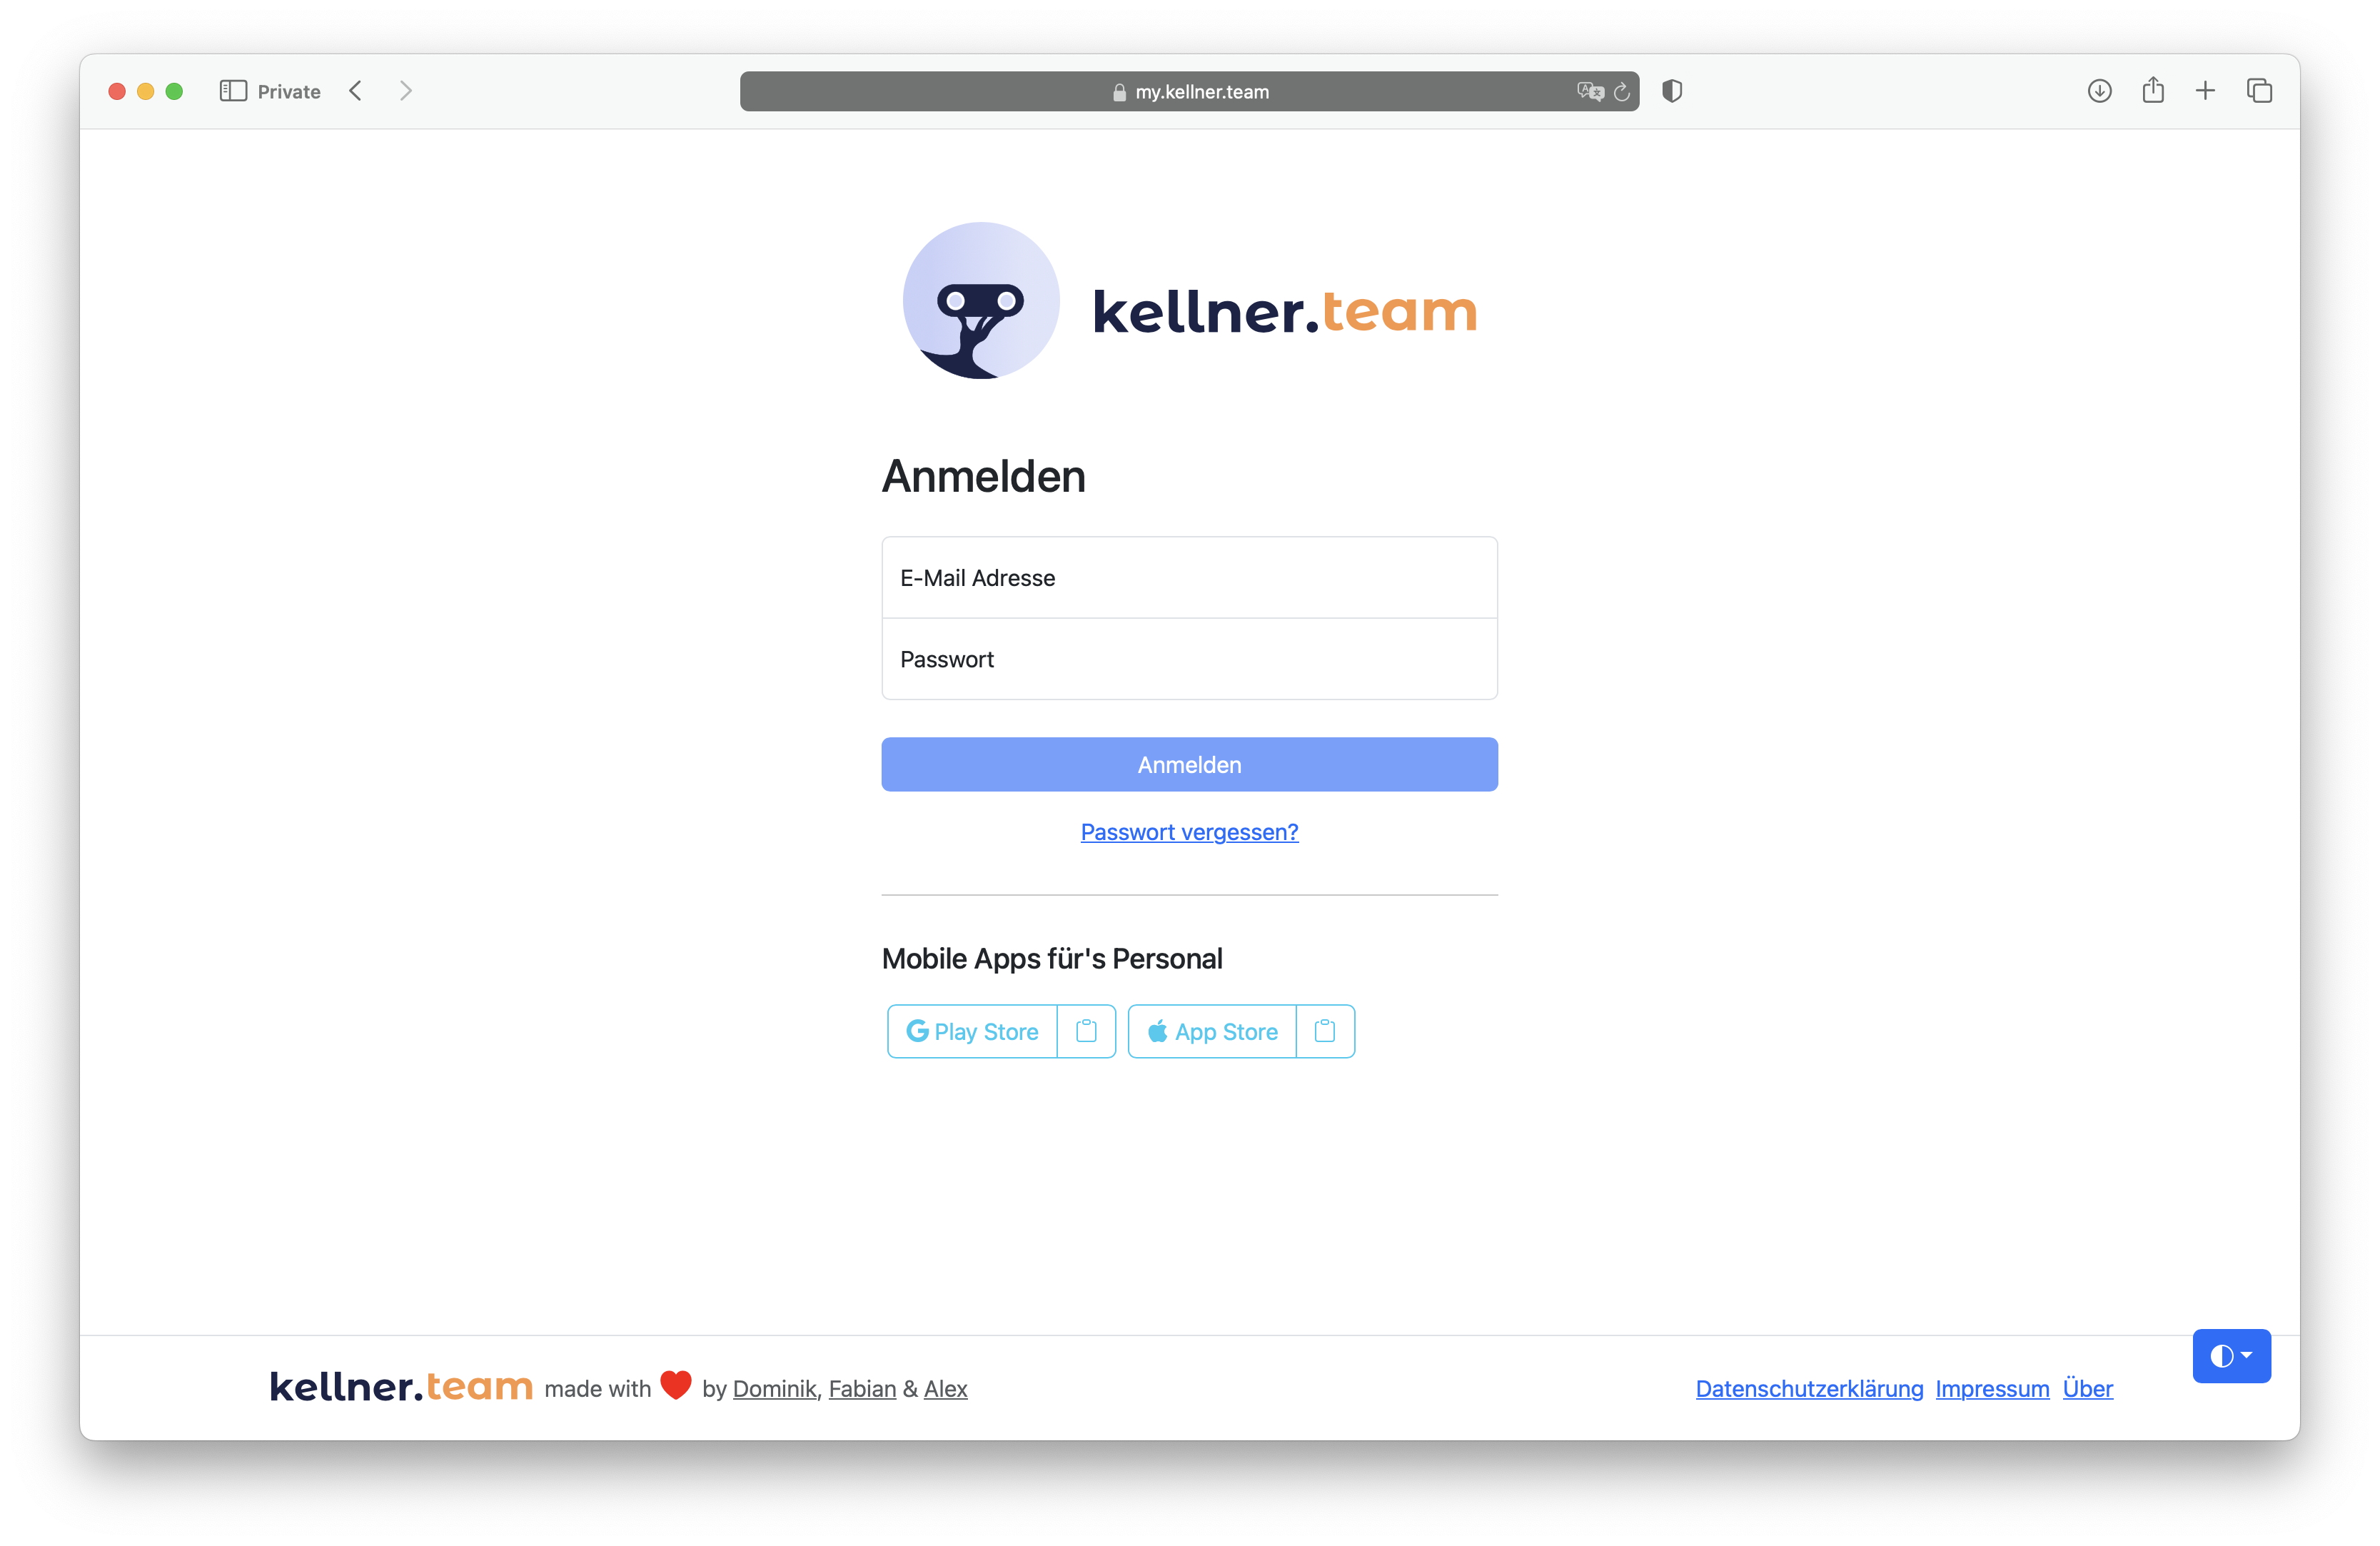 Private
my.kellner.team
kellner.team
Anmelden
E-Mail Adresse
Passwort
Anmelden
Passwort vergessen?
Mobile Apps für's Personal
Play Store
App Store
kellner.team made with ❤️ by Dominik, Fabian & Alex
Datenschutzerklärung Impressum Über